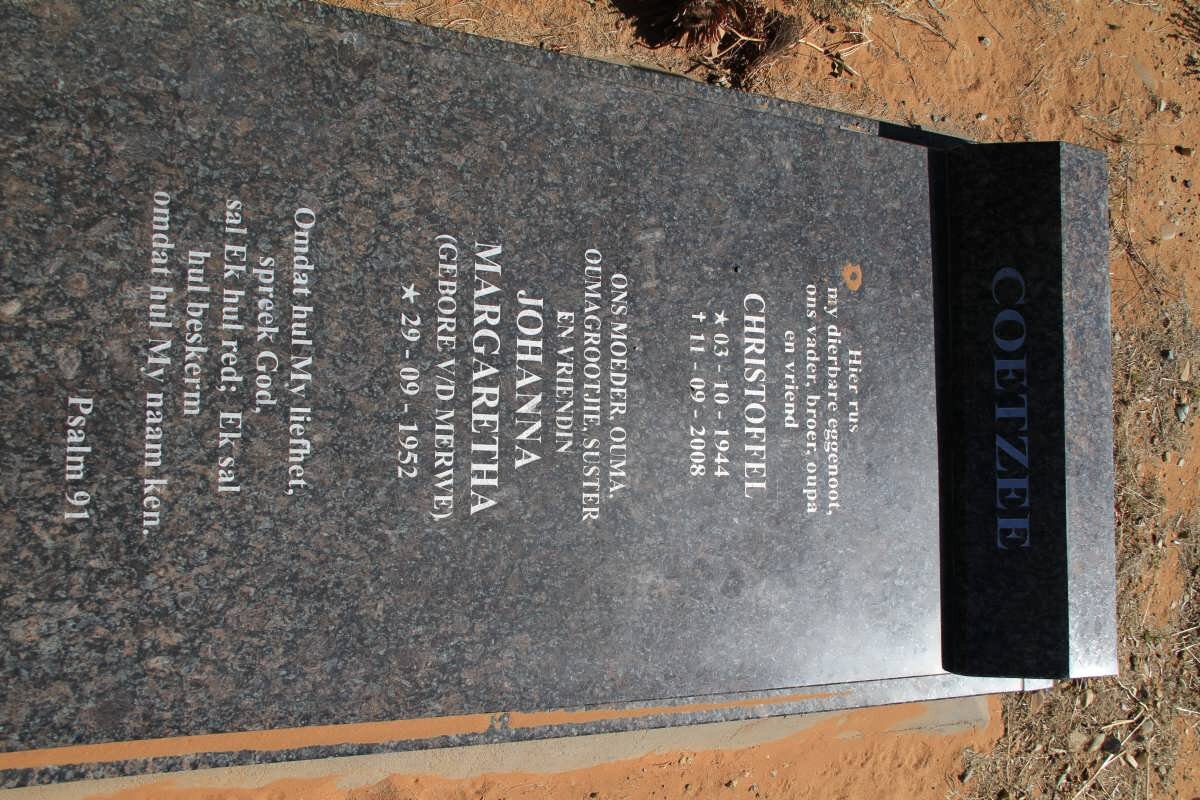 COETZEE
Hier rus
my dierbare eggenoot,
ons vader, broer, oupa
en vriend
CHRISTOFFEL
★ 03 - 10 - 1944
✝ 11 - 09 - 2008
ONS MOEDER, OUMA,
OUMAGROOTJIE, SUSTER
EN VRIENDIN
JOHANNA
MARGARETHA
(GEBORE V/D MERWE)
★ 29 - 09 - 1952
Omdat hul My liefhet,
spreek God,
sal Ek hul red; Ek sal
hul beskerm
omdat hul My naam ken.
Psalm 91